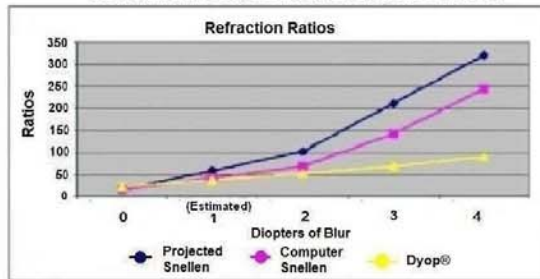 Refraction Ratios
350
300
250
200
150
100
50
0
Ratios
0 1 2 3 4
(Estimated)
Diopters of Blur
Projected Snellen
Computer Snellen
Dyop®